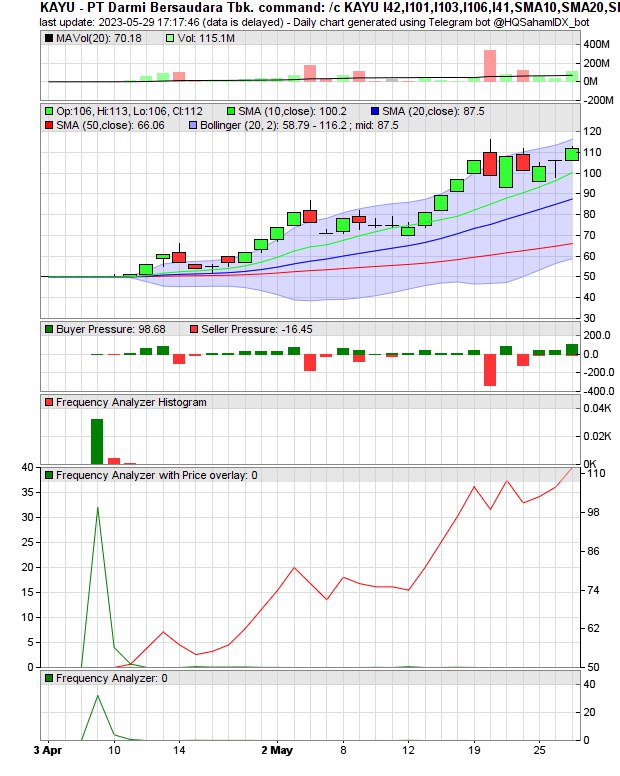 KAYU - PT Darmi Bersaudara Tbk. command: /c KAYU I42,I101,I103,I106,I41,SMA10,SMA20,SI
last update: 2023-05-29 17:17:46 (data is delayed) - Daily chart generated using Telegram bot @HQSahamIDX_bot
MAVol(20): 70.18 Vol: 115.1M
400M
200M
0M
-200M
Op:106, Hi:113, Lo:106, Cl:112 SMA (10,close): 100.2 SMA (20,close): 87.5
SMA (50,close): 66.06 Bollinger (20, 2): 58.79 - 116.2 ; mid: 87.5
120
110
100
90
80
70
60
50
40
30
Buyer Pressure: 98.68 Seller Pressure: -16.45
200.0
0.0
-200.0
-400.0
Frequency Analyzer Histogram
0.04K
0.02K
0K
Frequency Analyzer with Price overlay: 0
40
35
30
25
20
15
10
5
0
110
98
86
74
62
50
Frequency Analyzer: 0
40
20
0
3 Apr 10 14 2 May 8 12 19 25